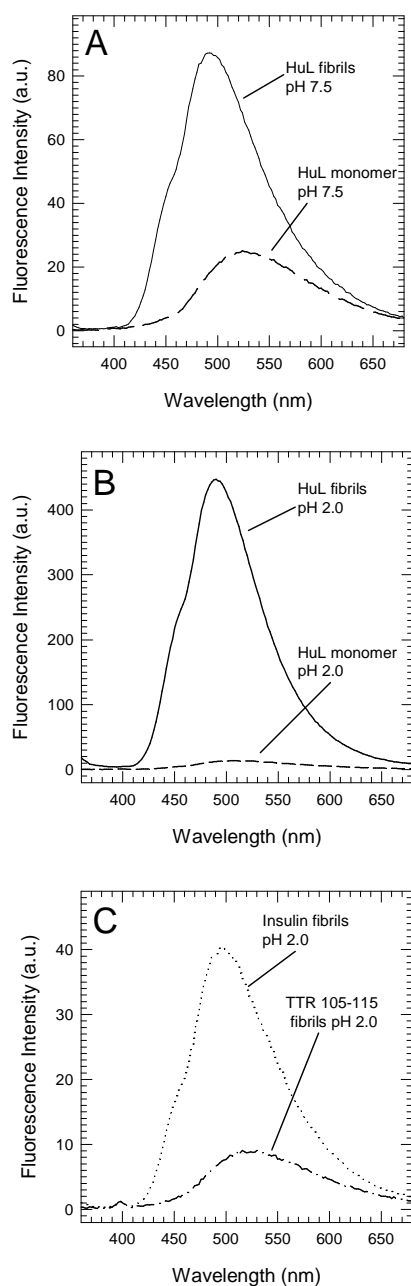 A
Fluorescence Intensity (a.u.)
80
60
40
20
0
HuL fibrils
pH 7.5
HuL monomer
pH 7.5
400 450 500 550 600 650
Wavelength (nm)
B
Fluorescence Intensity (a.u.)
400
300
200
100
0
HuL fibrils
pH 2.0
HuL monomer
pH 2.0
400 450 500 550 600 650
Wavelength (nm)
C
Fluorescence Intensity (a.u.)
40
30
20
10
0
Insulin fibrils
pH 2.0
TTR 105-115
fibrils pH 2.0
400 450 500 550 600 650
Wavelength (nm)